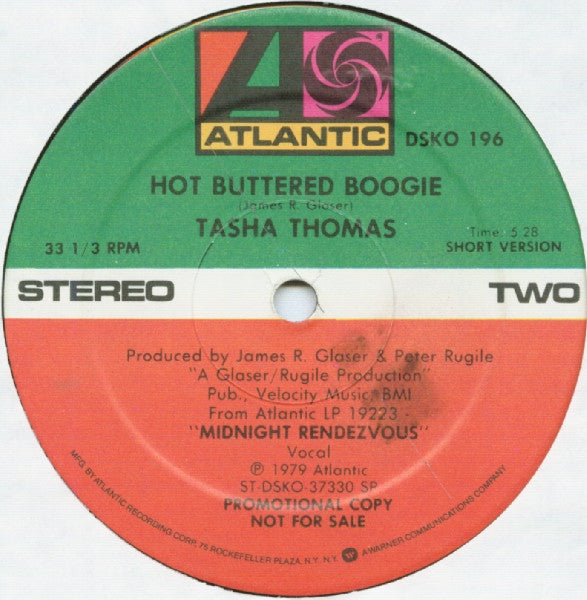 ATLANTIC
DSKO 196
HOT BUTTERED BOOGIE
(James R. Glaser)
TASHA THOMAS
33 1/3 RPM
Time: 5:28
SHORT VERSION
STEREO
TWO
Produced by James R. Glaser & Peter Rugile
"A Glaser/Rugile Production"
Pub., Velocity Music, BMI
From Atlantic LP 19223 -
"MIDNIGHT RENDEZVOUS"
Vocal
℗ 1979 Atlantic
ST-DSKO-37330 SP
PROMOTIONAL COPY
NOT FOR SALE
MFG. BY ATLANTIC RECORDING CORP., 75 ROCKEFELLER PLAZA, N.Y. N.Y. W A WARNER COMMUNICATIONS COMPANY